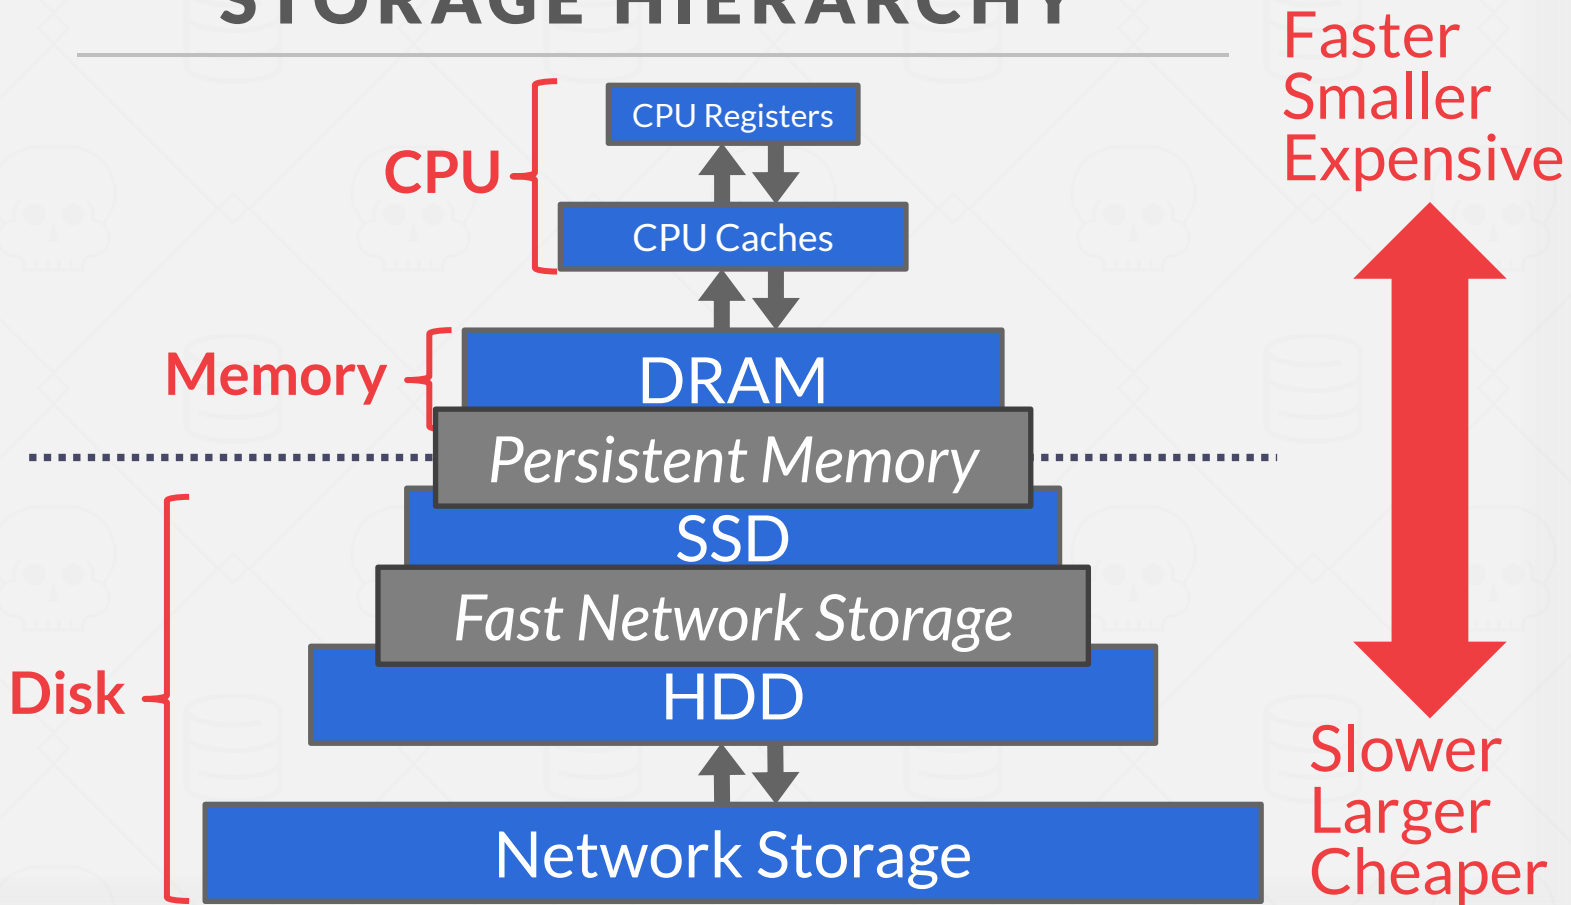 STORAGE HIERARCHY
Faster
Smaller
Expensive
CPU Registers
CPU
CPU Caches
Memory
DRAM
Persistent Memory
SSD
Fast Network Storage
Disk
HDD
Slower
Larger
Cheaper
Network Storage